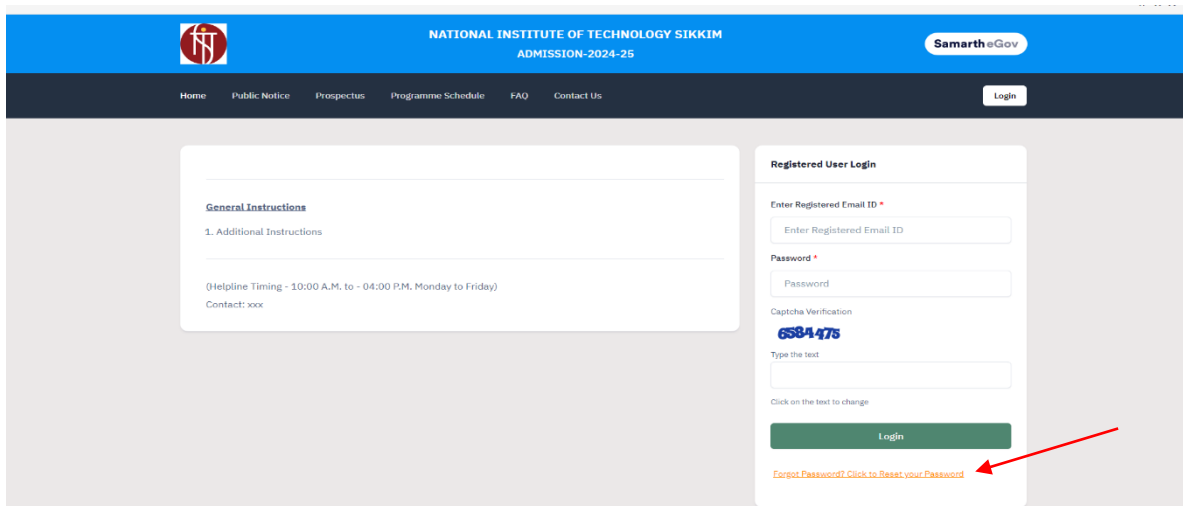 NATIONAL INSTITUTE OF TECHNOLOGY SIKKIM
ADMISSION-2024-25
Samarth eGov
Home Public Notice Prospectus Programme Schedule FAQ Contact Us Login
Registered User Login
General Instructions
1. Additional Instructions
(Helpline Timing - 10:00 A.M. to - 04:00 P.M. Monday to Friday)
Contact: xxx
Enter Registered Email ID *
Enter Registered Email ID
Password *
Password
Captcha Verification
6584475
Type the text
Click on the text to change
Login
Forgot Password? Click to Reset your Password